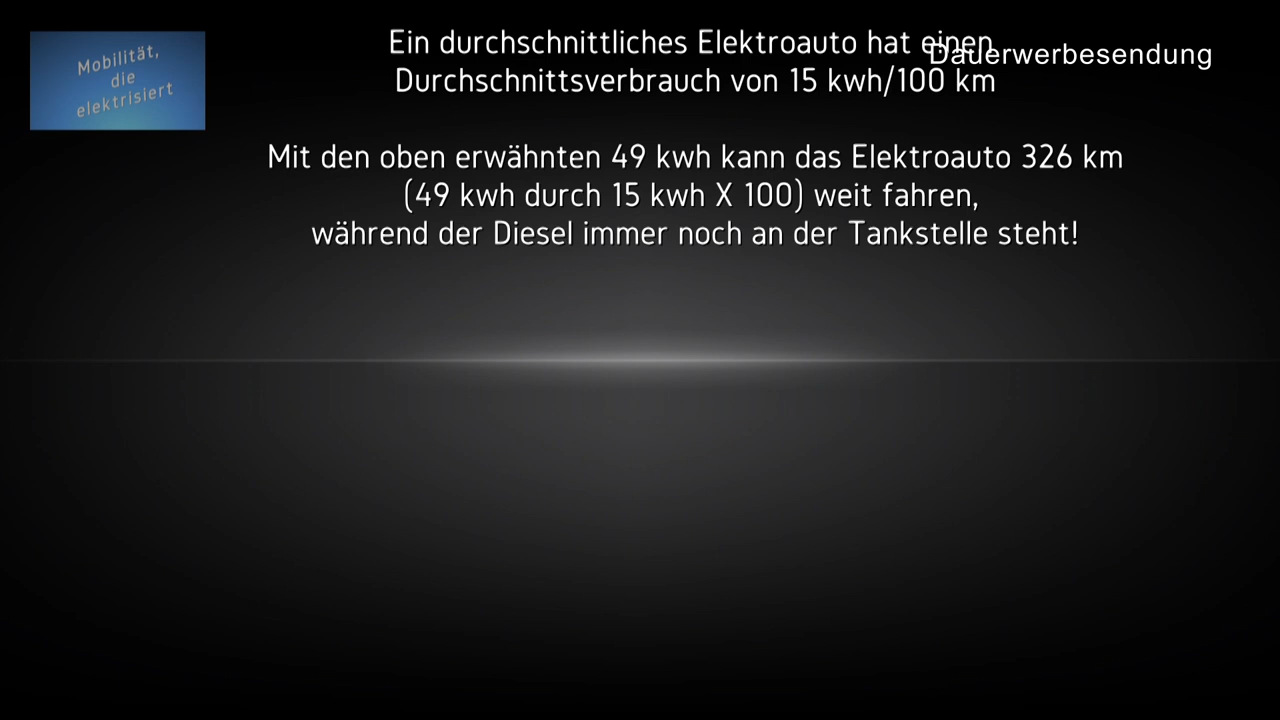 Mobilität,
die
elektrisiert
Ein durchschnittliches Elektroauto hat einen
Dauerwerbesendung
Durchschnittsverbrauch von 15 kwh/100 km
Mit den oben erwähnten 49 kwh kann das Elektroauto 326 km
(49 kwh durch 15 kwh X 100) weit fahren,
während der Diesel immer noch an der Tankstelle steht!